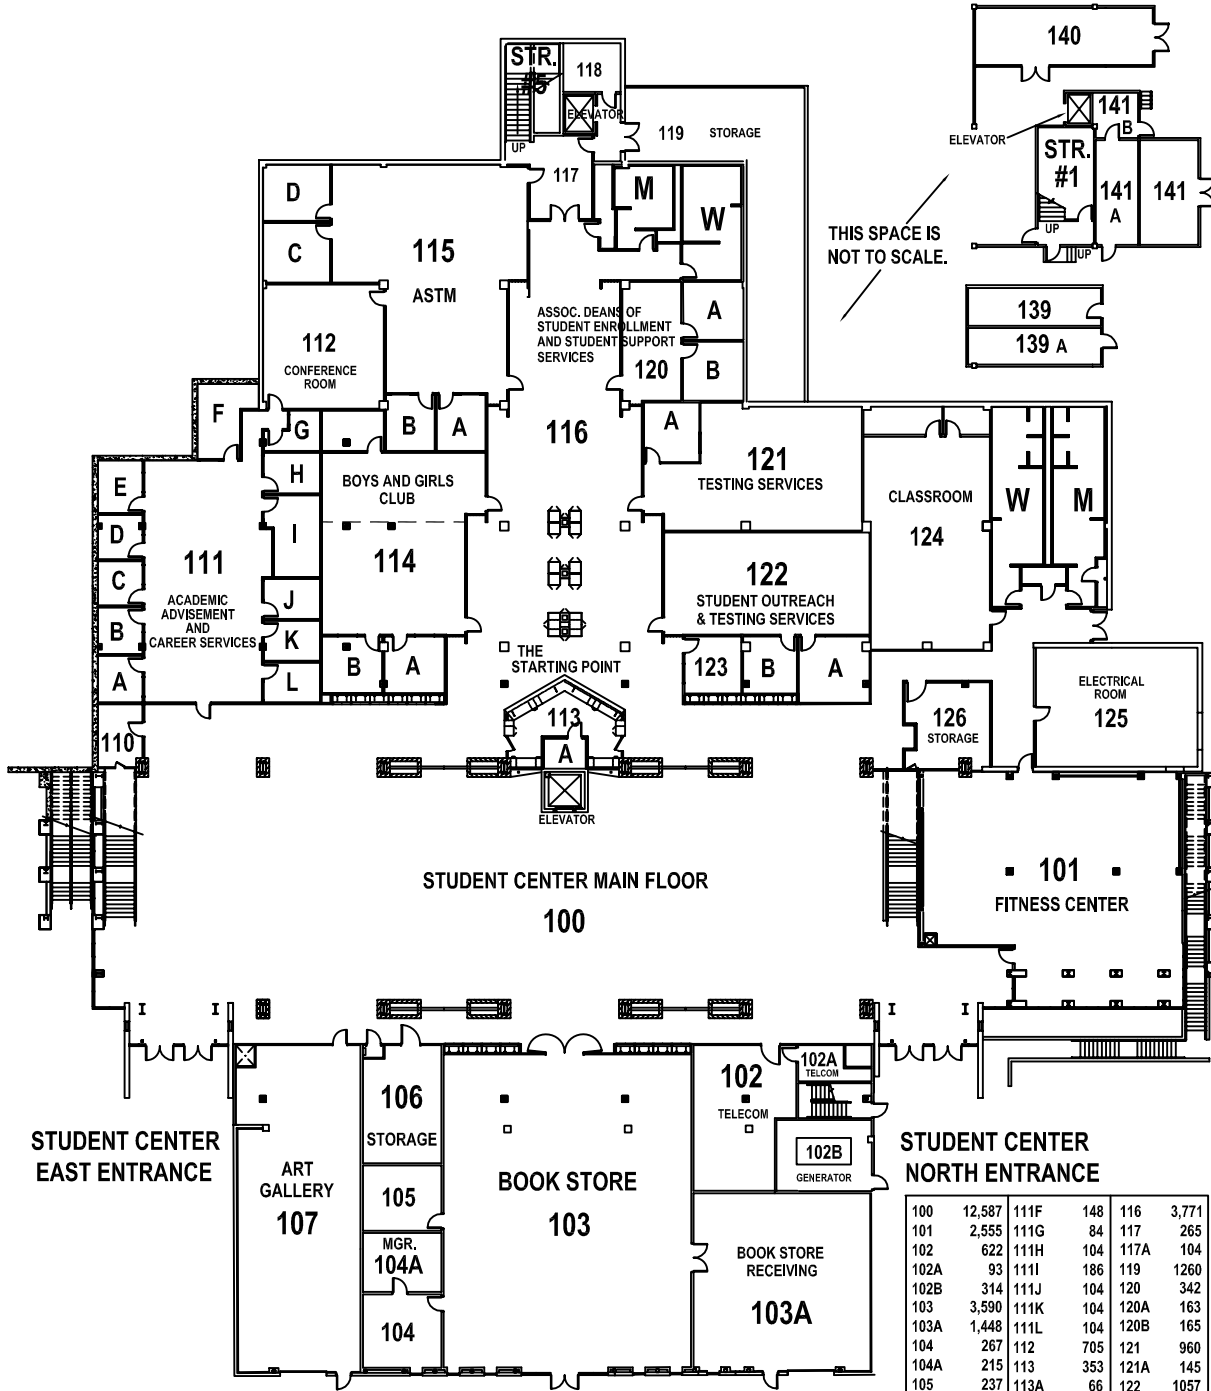 140
STR.
#5
118
ELEVATOR
UP
119
STORAGE
141
B
ELEVATOR
STR.
#1
141
A
141
UP
UP
117
M
W
D
C
115
ASTM
THIS SPACE IS
NOT TO SCALE.
139
139 A
112
CONFERENCE
ROOM
ASSOC. DEANS OF
STUDENT ENROLLMENT
AND STUDENT SUPPORT
SERVICES
120
A
B
F
G
B
A
116
A
121
TESTING SERVICES
E
H
BOYS AND GIRLS
CLUB
CLASSROOM
124
W
M
D
I
111
114
C
ACADEMIC
ADVISEMENT
AND
CAREER SERVICES
J
122
STUDENT OUTREACH
& TESTING SERVICES
B
K
A
L
B
A
THE
STARTING POINT
123
B
A
ELECTRICAL
ROOM
125
110
113
A
126
STORAGE
ELEVATOR
STUDENT CENTER MAIN FLOOR
100
101
FITNESS CENTER
I
I
I
I
106
STORAGE
102
TELECOM
102A
TELCOM
102B
GENERATOR
STUDENT CENTER
EAST ENTRANCE
STUDENT CENTER
NORTH ENTRANCE
ART
GALLERY
107
105
BOOK STORE
103
MGR.
104A
104
BOOK STORE
RECEIVING
103A
100 12,587 111F 148 116 3,771
101 2,555 111G 84 117 265
102 622 111H 104 117A 104
102A 93 111I 186 119 1260
102B 314 111J 104 120 342
103 3,590 111K 104 120A 163
103A 1,448 111L 104 120B 165
104 267 112 705 121 960
104A 215 113 353 121A 145
105 237 113A 66 122 1057